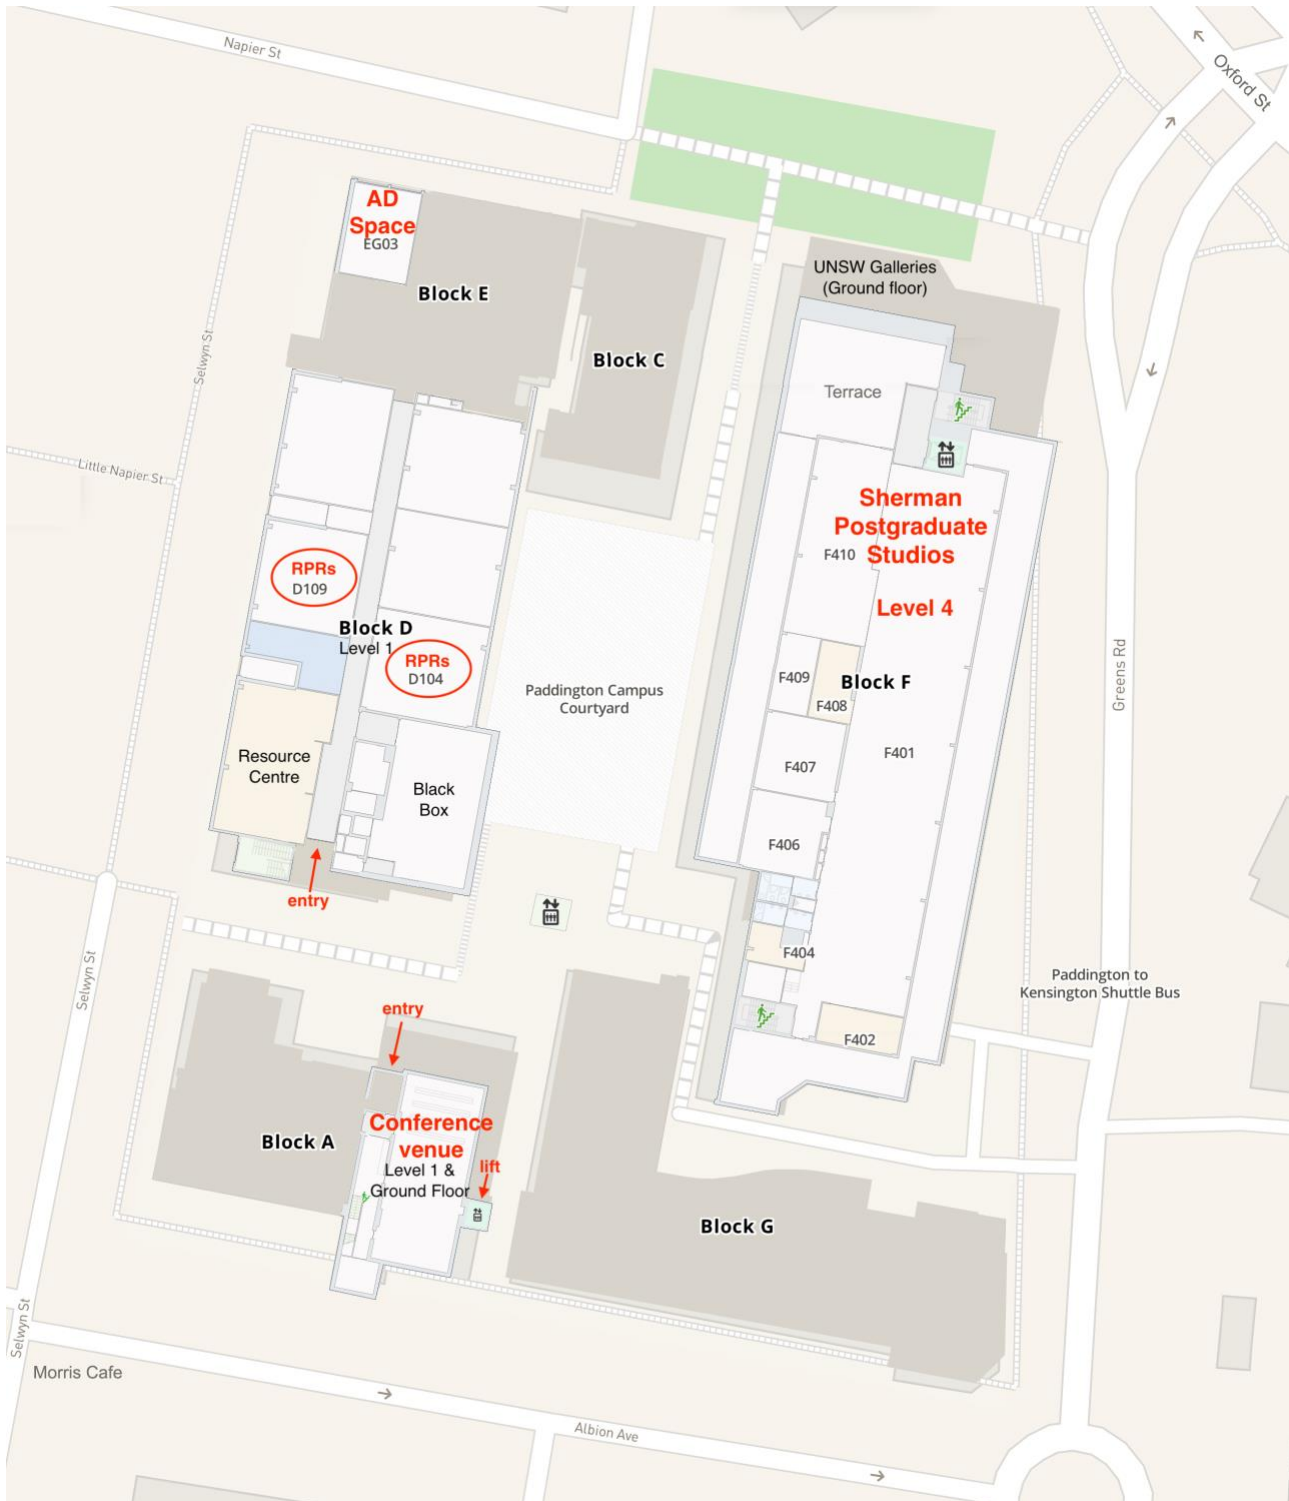 Napier St
Oxford St
AD
Space
EG03
UNSW Galleries
(Ground floor)
Block E
Block C
Selwyn St
Terrace
Little Napier St
Sherman
Postgraduate
Studios
F410
Level 4
RPRs
D109
Block D
Level 1
RPRs
D104
Greens Rd
F409
Block F
F408
Paddington Campus
Courtyard
Resource
Centre
F401
F407
Black
Box
F406
entry
F404
Selwyn St
Paddington to
Kensington Shuttle Bus
entry
F402
Conference
venue
Block A
Level 1 &
Ground Floor
lift
Block G
Selwyn St
Morris Cafe
Albion Ave